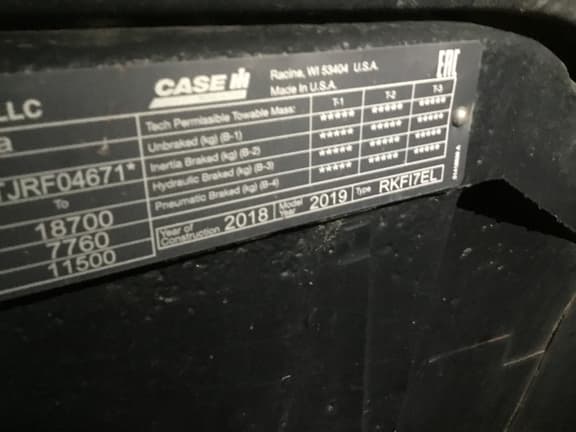 LLC
CASE IH
Racine, WI 53404 U.S.A.
Made in U.S.A.
EAC
a
Tech Permissible Towable Mass: T-1 T-2 T-3
Unbraked (kg) (B-1) ***** ***** *****
Inertia Braked (kg) (B-2) ***** ***** *****
Hydraulic Braked (kg) (B-3) ***** ***** *****
Pneumatic Braked (kg) (B-4) ***** ***** *****
TJRF04671*
To
18700
7760
11500
Year of Construction 2018 Model Year 2019 Type RKFI7EL